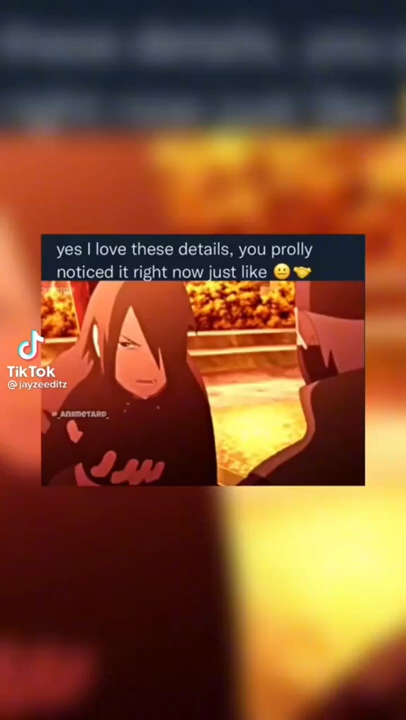 yes I love these details, you prolly
noticed it right now just like 😐🤝
TikTok
@jayzeeditz
@_ANIMETARD_